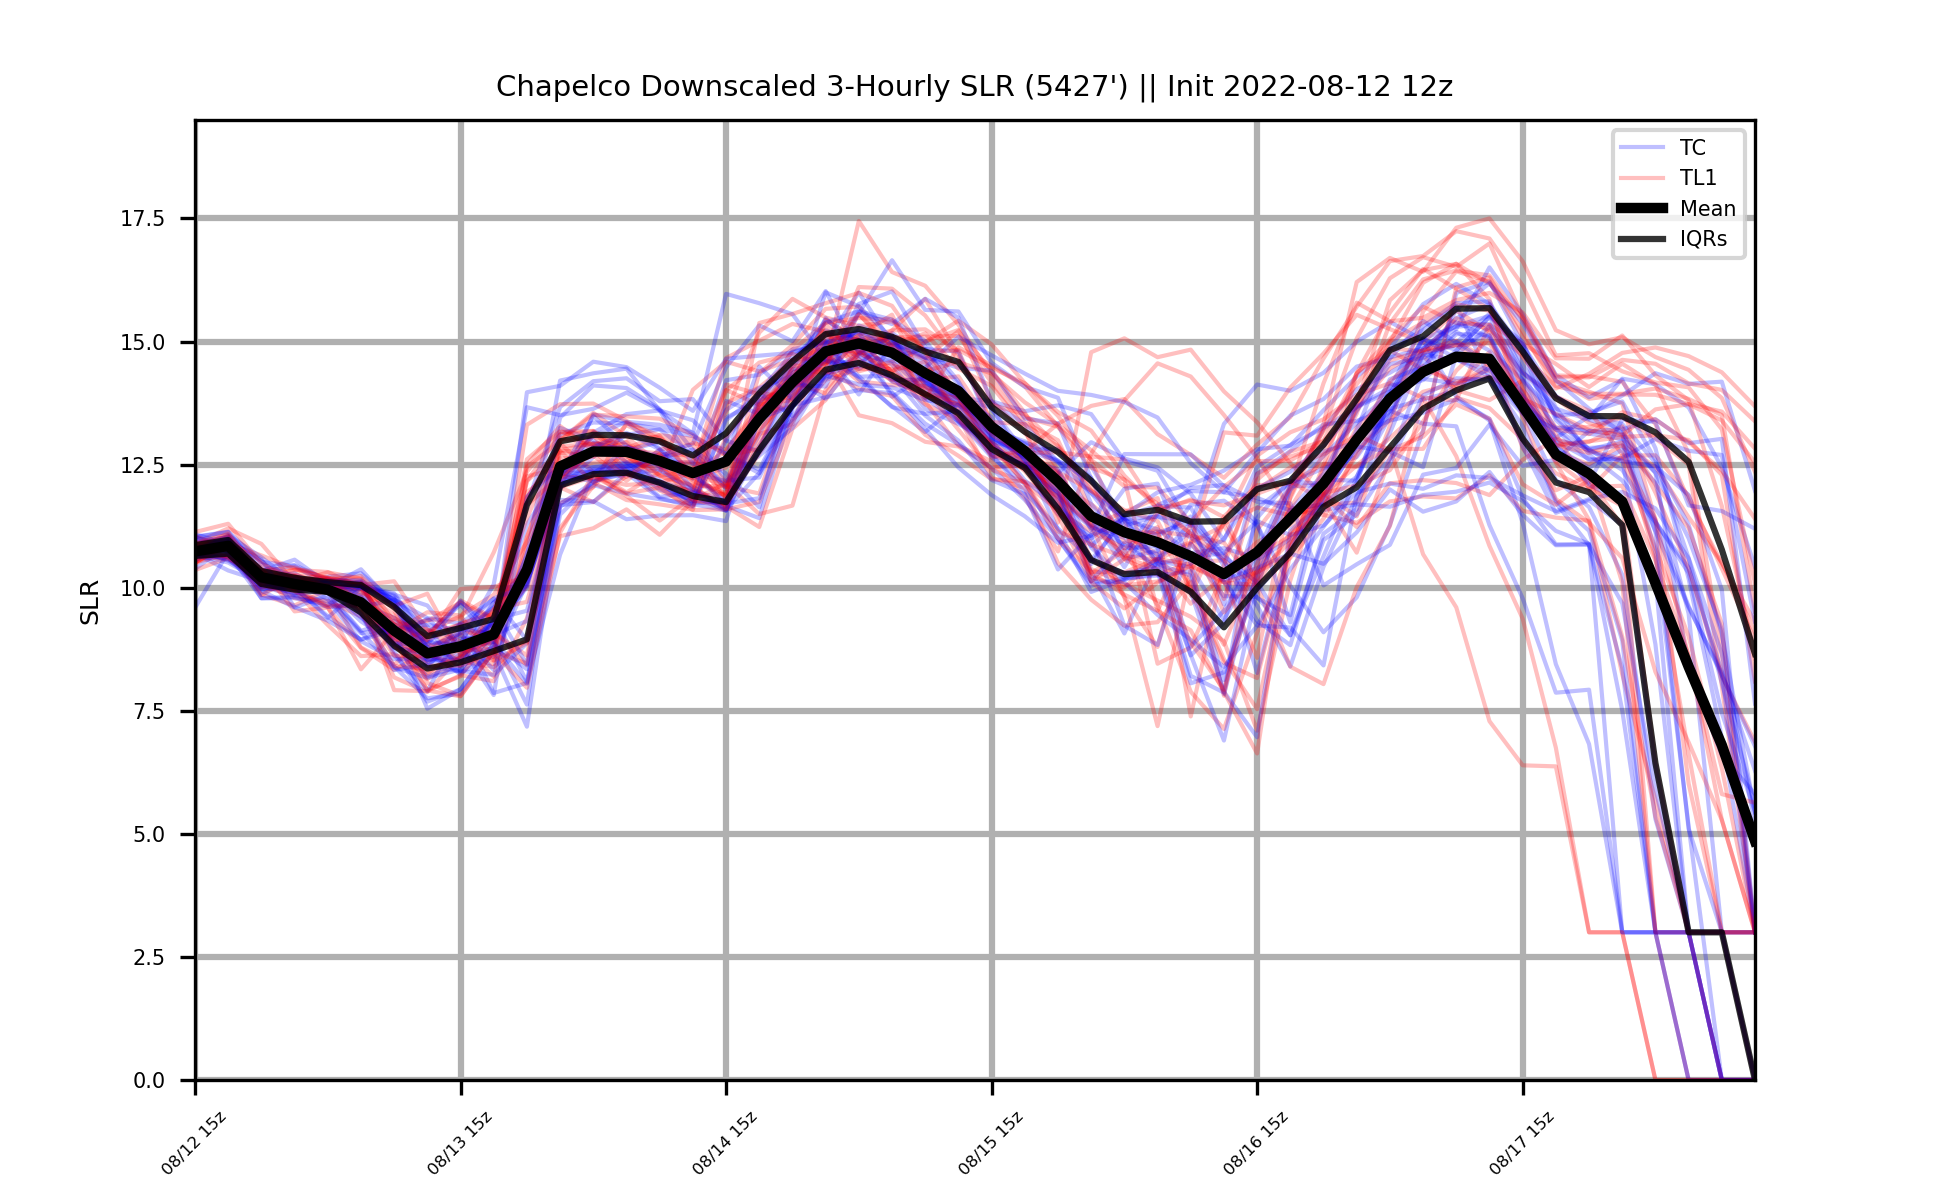 Chapelco Downscaled 3-Hourly SLR (5427') || Init 2022-08-12 12z
TC
TL1
Mean
IQRs
17.5
15.0
12.5
10.0
7.5
5.0
2.5
0.0
SLR
08/12 15z
08/13 15z
08/14 15z
08/15 15z
08/16 15z
08/17 15z